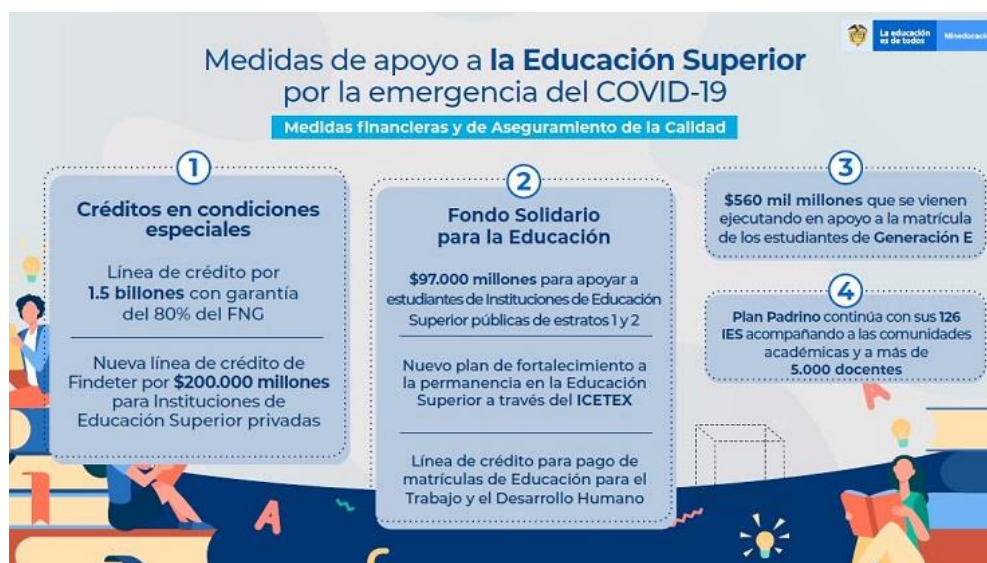 La educación
es de todos
Mineducación
Medidas de apoyo a la Educación Superior
por la emergencia del COVID-19
Medidas financieras y de Aseguramiento de la Calidad
1
Créditos en condiciones
especiales
Línea de crédito por
1.5 billones con garantía
del 80% del FNG
Nueva línea de crédito de
Findeter por $200.000 millones
para Instituciones de
Educación Superior privadas
2
Fondo Solidario
para la Educación
$97.000 millones para apoyar a
estudiantes de Instituciones de Educación
Superior públicas de estratos 1 y 2
Nuevo plan de fortalecimiento a
la permanencia en la Educación
Superior a través del ICETEX
Línea de crédito para pago de
matrículas de Educación para el
Trabajo y el Desarrollo Humano
3
$560 mil millones que se vienen
ejecutando en apoyo a la matrícula
de los estudiantes de Generación E
4
Plan Padrino continúa con sus 126
IES acompañando a las comunidades
académicas y a más de
5.000 docentes
A
A